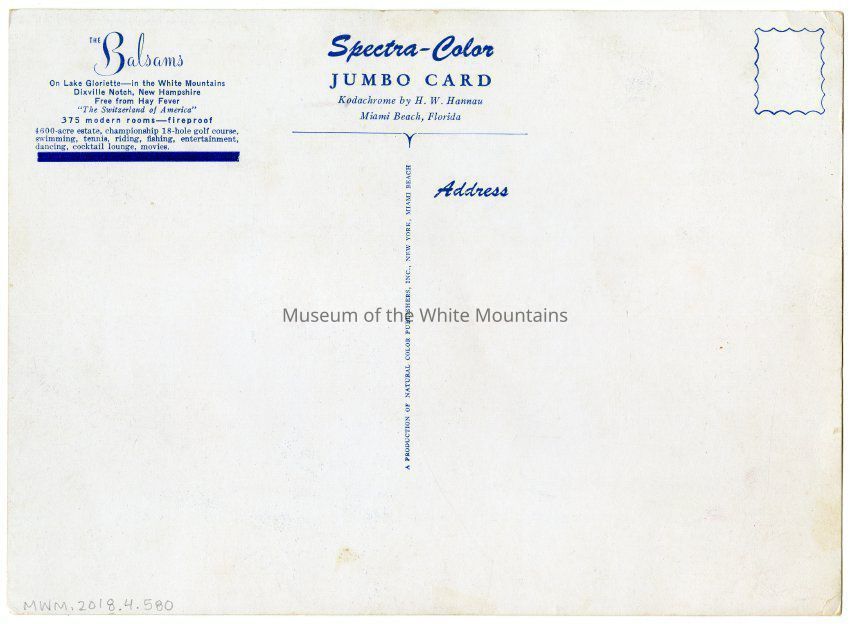 THE Balsams
On Lake Gloriette—in the White Mountains
Dixville Notch, New Hampshire
Free from Hay Fever
"The Switzerland of America"
375 modern rooms—fireproof
4600-acre estate, championship 18-hole golf course,
swimming, tennis, riding, fishing, entertainment,
dancing, cocktail lounge, movies.
Spectra-Color
JUMBO CARD
Kodachrome by H. W. Hannau
Miami Beach, Florida
A PRODUCTION OF NATURAL COLOR PUBLISHERS, INC., NEW YORK, MIAMI BEACH
Address
Museum of the White Mountains
MWM.2018.4.580